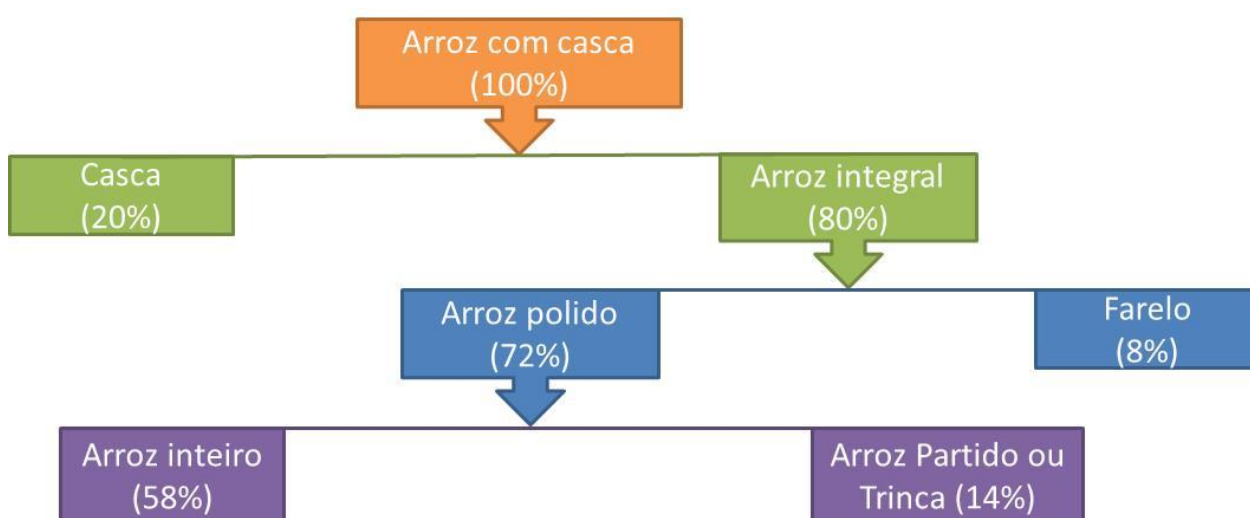 Arroz com casca
(100%)
Casca
(20%)
Arroz integral
(80%)
Arroz polido
(72%)
Farelo
(8%)
Arroz inteiro
(58%)
Arroz Partido ou
Trinca (14%)